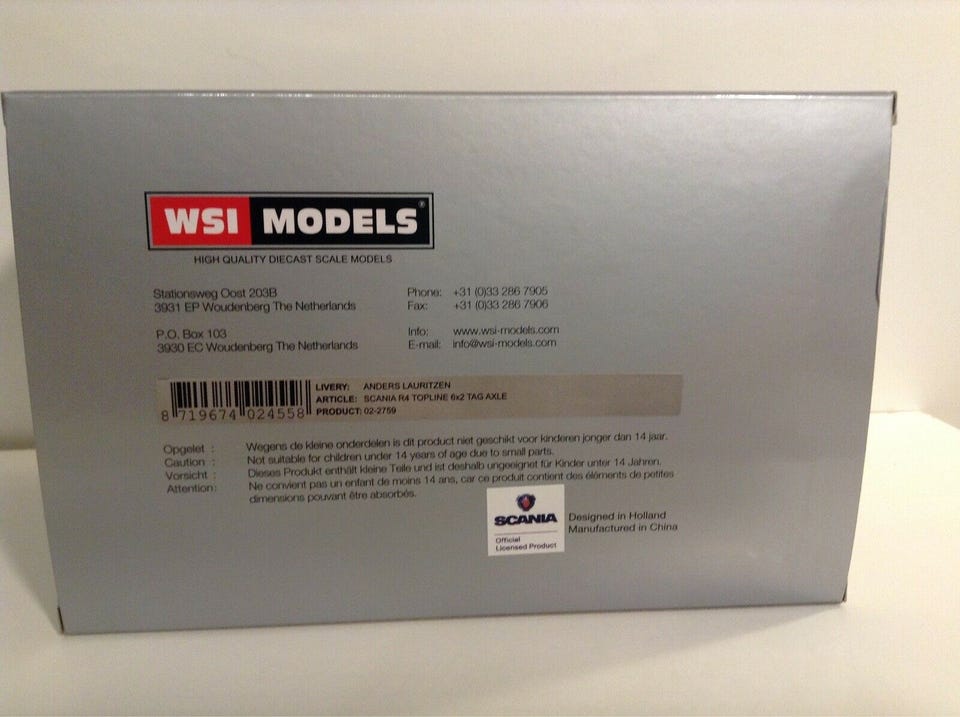 WSI MODELS®
HIGH QUALITY DIECAST SCALE MODELS
Stationsweg Oost 203B
3931 EP Woudenberg The Netherlands
P.O. Box 103
3930 EC Woudenberg The Netherlands
Phone: +31 (0)33 286 7905
Fax: +31 (0)33 286 7906
Info: www.wsi-models.com
E-mail: info@wsi-models.com
8 719674 024558
LIVERY: ANDERS LAURITZEN
ARTICLE: SCANIA R4 TOPLINE 6x2 TAG AXLE
PRODUCT: 02-2759
Opgelet : Wegens de kleine onderdelen is dit product niet geschikt voor kinderen jonger dan 14 jaar.
Caution : Not suitable for children under 14 years of age due to small parts.
Vorsicht : Dieses Produkt enthält kleine Teile und ist deshalb ungeeignet für Kinder unter 14 Jahren.
Attention: Ne convient pas un enfant de moins 14 ans, car ce produit contient des éléments de petites
dimensions pouvant être absorbés.
SCANIA
Official
Licensed Product
Designed in Holland
Manufactured in China